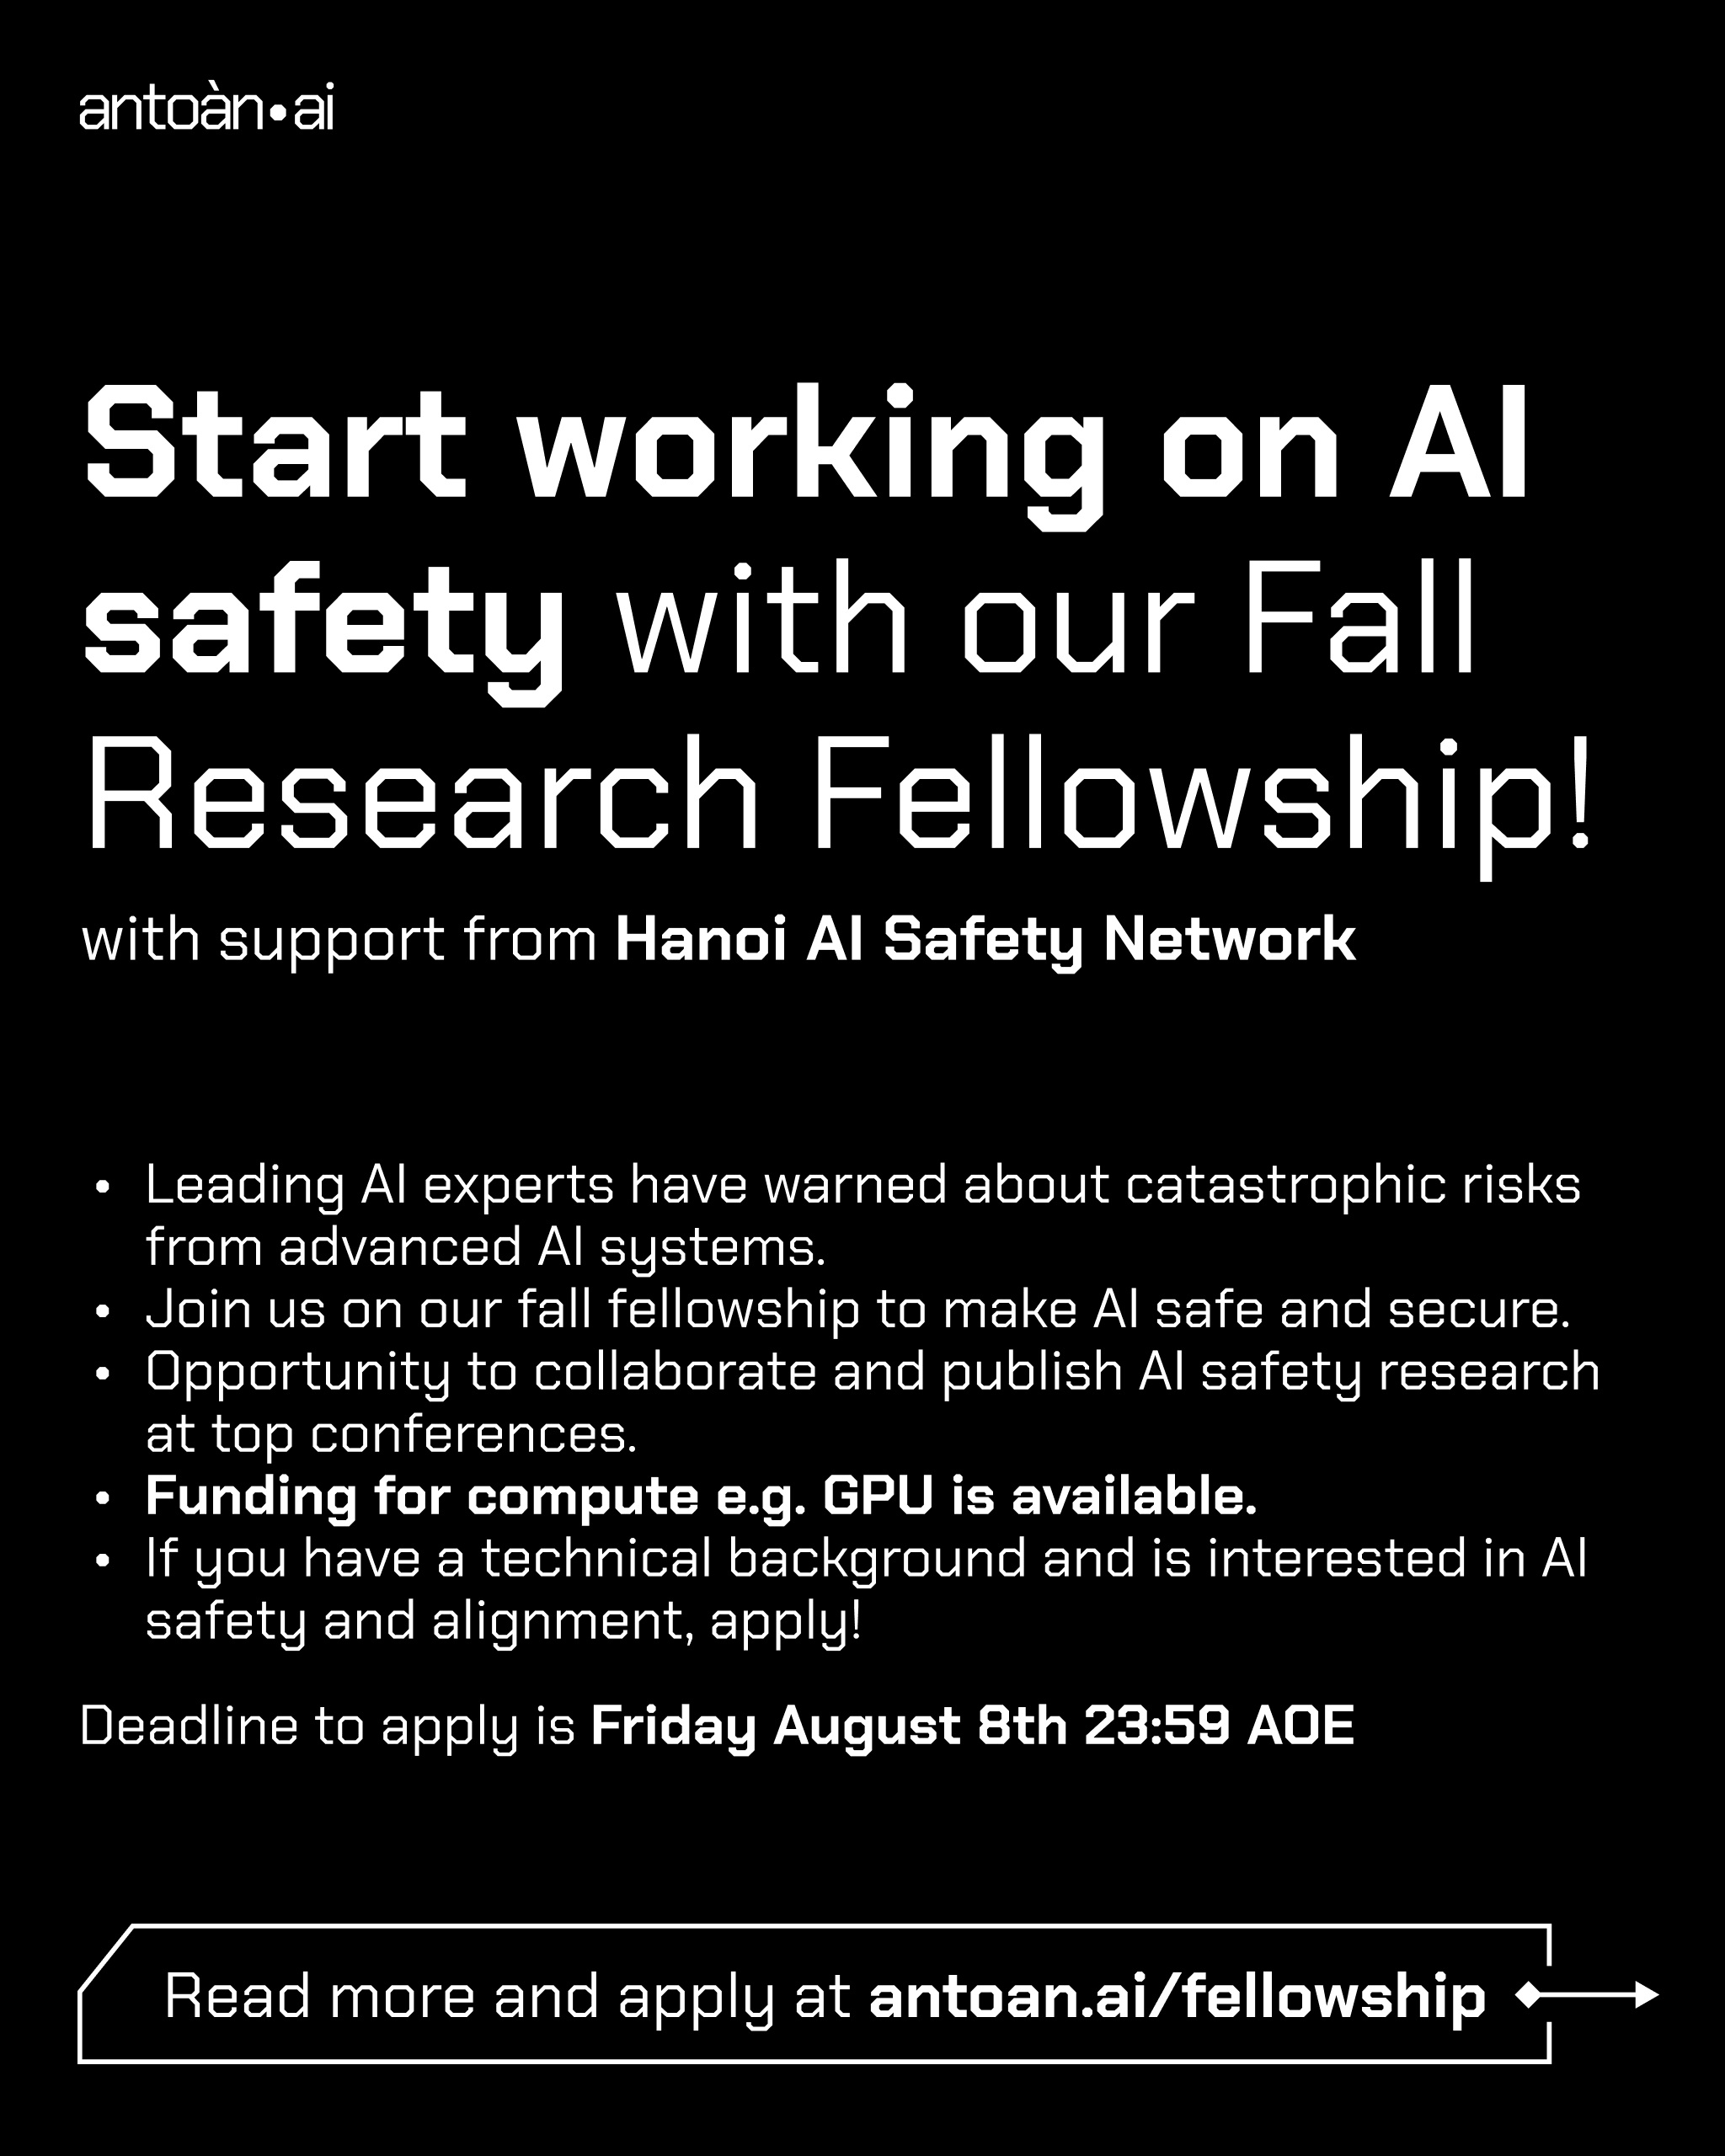 antoàn•ai
Start working on AI
safety with our Fall
Research Fellowship!
with support from Hanoi AI Safety Network
• Leading AI experts have warned about catastrophic risks
from advanced AI systems.
• Join us on our fall fellowship to make AI safe and secure.
• Opportunity to collaborate and publish AI safety research
at top conferences.
• Funding for compute e.g. GPU is available.
• If you have a technical background and is interested in AI
safety and alignment, apply!
Deadline to apply is Friday August 8th 23:59 AOE
Read more and apply at antoan.ai/fellowship